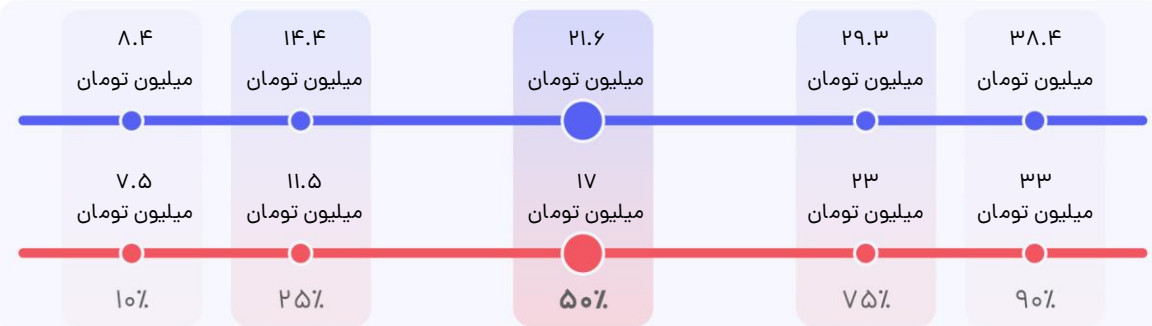 ۸.۴ ۱۴.۴ ۲۱.۶ ۲۹.۳ ۳۸.۴
میلیون تومان میلیون تومان میلیون تومان میلیون تومان میلیون تومان
۷.۵ ۱۱.۵ ۱۷ ۲۳ ۳۳
میلیون تومان میلیون تومان میلیون تومان میلیون تومان میلیون تومان
۱۰٪ ۲۵٪ ۵۰٪ ۷۵٪ ۹۰٪